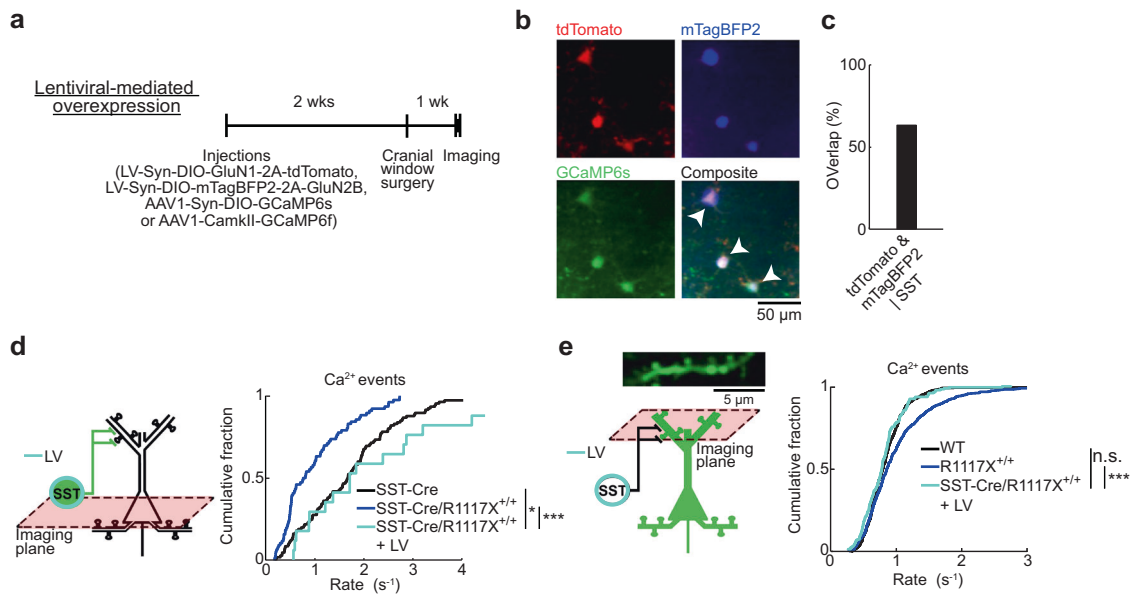 a
Lentiviral-mediated
overexpression
2 wks
1 wk
Injections
(LV-Syn-DIO-GluN1-2A-tdTomato,
LV-Syn-DIO-mTagBFP2-2A-GluN2B,
AAV1-Syn-DIO-GCaMP6s
or AAV1-CamkII-GCaMP6f)
Cranial
window
surgery
Imaging
b
tdTomato
mTagBFP2
GCaMP6s
Composite
50 µm
c
100
50
0
OVerlap (%)
tdTomato &
mTagBFP2
| SST
d
LV
SST
Imaging
plane
Ca²⁺ events
Cumulative fraction
1
0.5
0
0
1
2
3
4
Rate (s⁻¹)
SST-Cre
SST-Cre/R1117X⁺/⁺
SST-Cre/R1117X⁺/⁺
+ LV
*
***
e
5 µm
LV
SST
Imaging
plane
Ca²⁺ events
Cumulative fraction
1
0.5
0
0
1
2
3
Rate (s⁻¹)
WT
R1117X⁺/⁺
SST-Cre/R1117X⁺/⁺
+ LV
n.s.
***